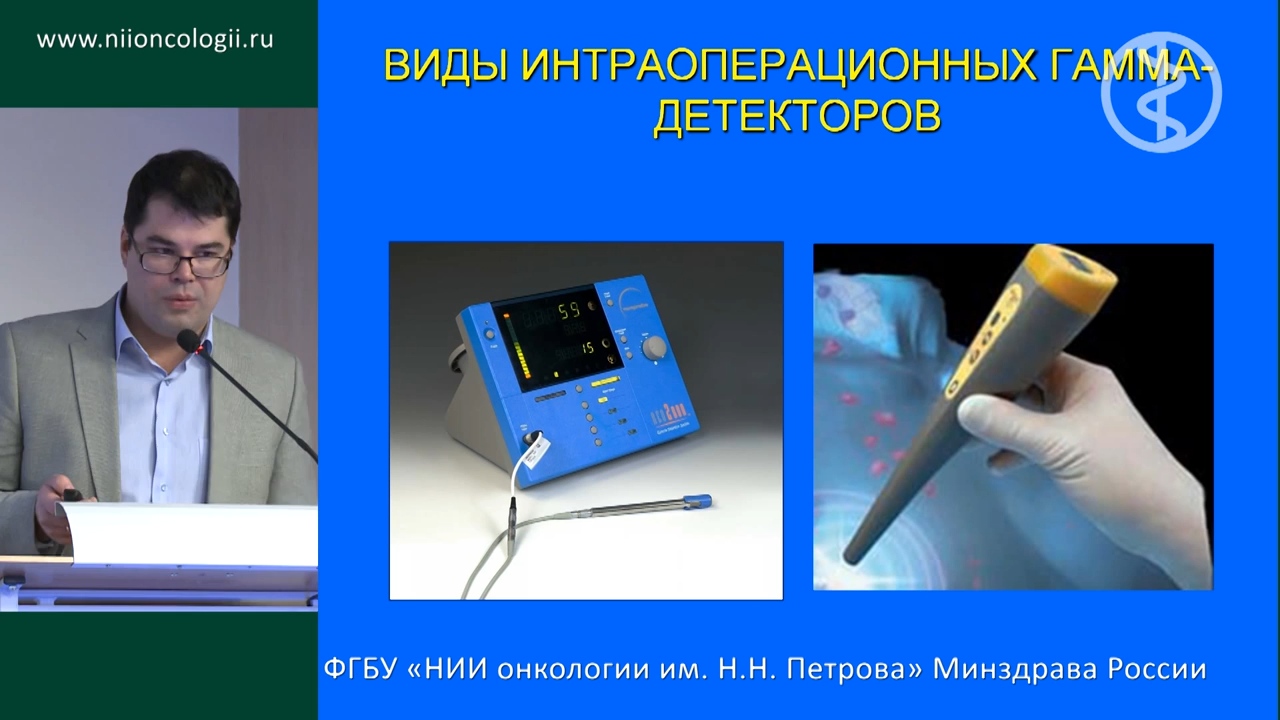 www.niioncologii.ru
ВИДЫ ИНТРАОПЕРАЦИОННЫХ ГАММА-
ДЕТЕКТОРОВ
59
15
ФГБУ «НИИ онкологии им. Н.Н. Петрова» Минздрава России